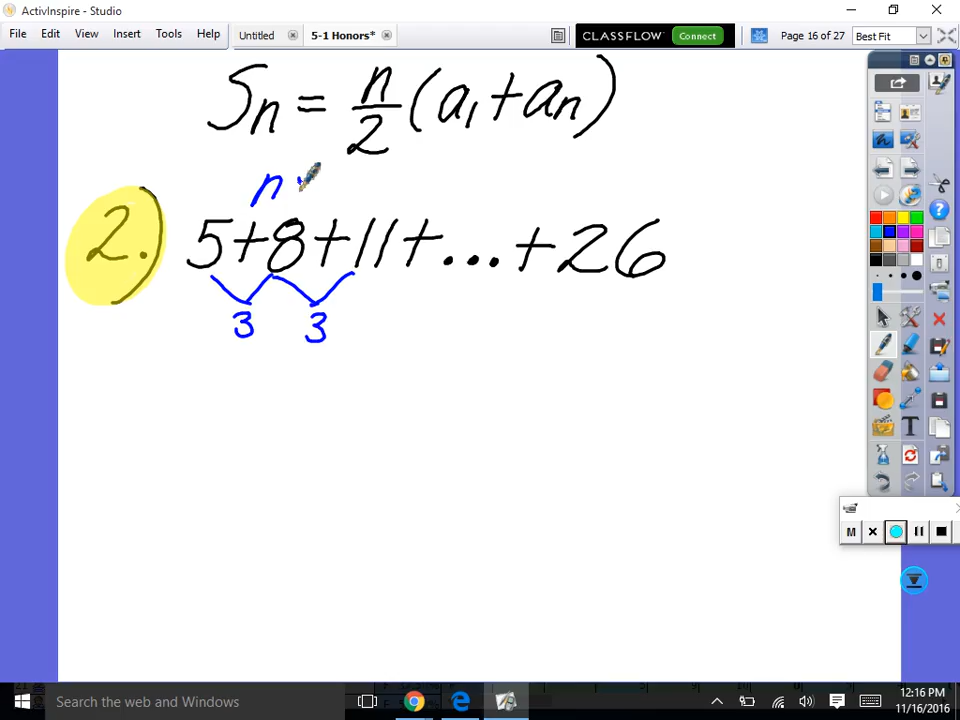 ActivInspire - Studio
File Edit View Insert Tools Help Untitled 5-1 Honors* CLASSFLOW Connect Page 16 of 27 Best Fit
Sn = n/2 (a1+an)
n
2. 5+8+11+...+26
3 3
M
Search the web and Windows
12:16 PM
11/16/2016